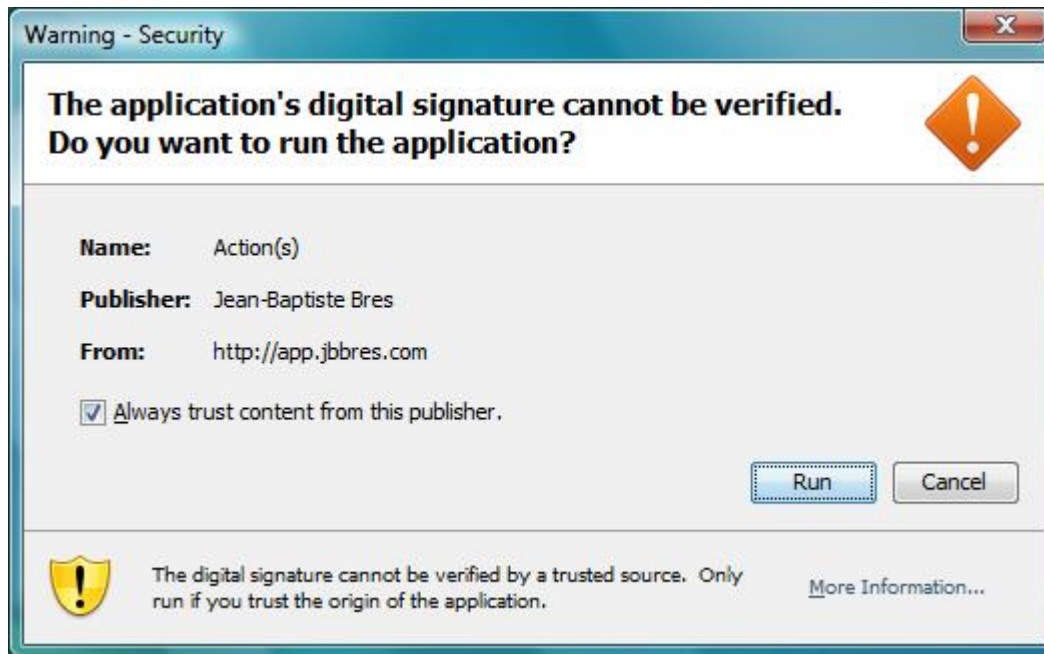 Warning - Security
The application's digital signature cannot be verified.
Do you want to run the application?
Name: Action(s)
Publisher: Jean-Baptiste Bres
From: http://app.jbbres.com
Always trust content from this publisher.
Run Cancel
The digital signature cannot be verified by a trusted source. Only
run if you trust the origin of the application.
More Information...